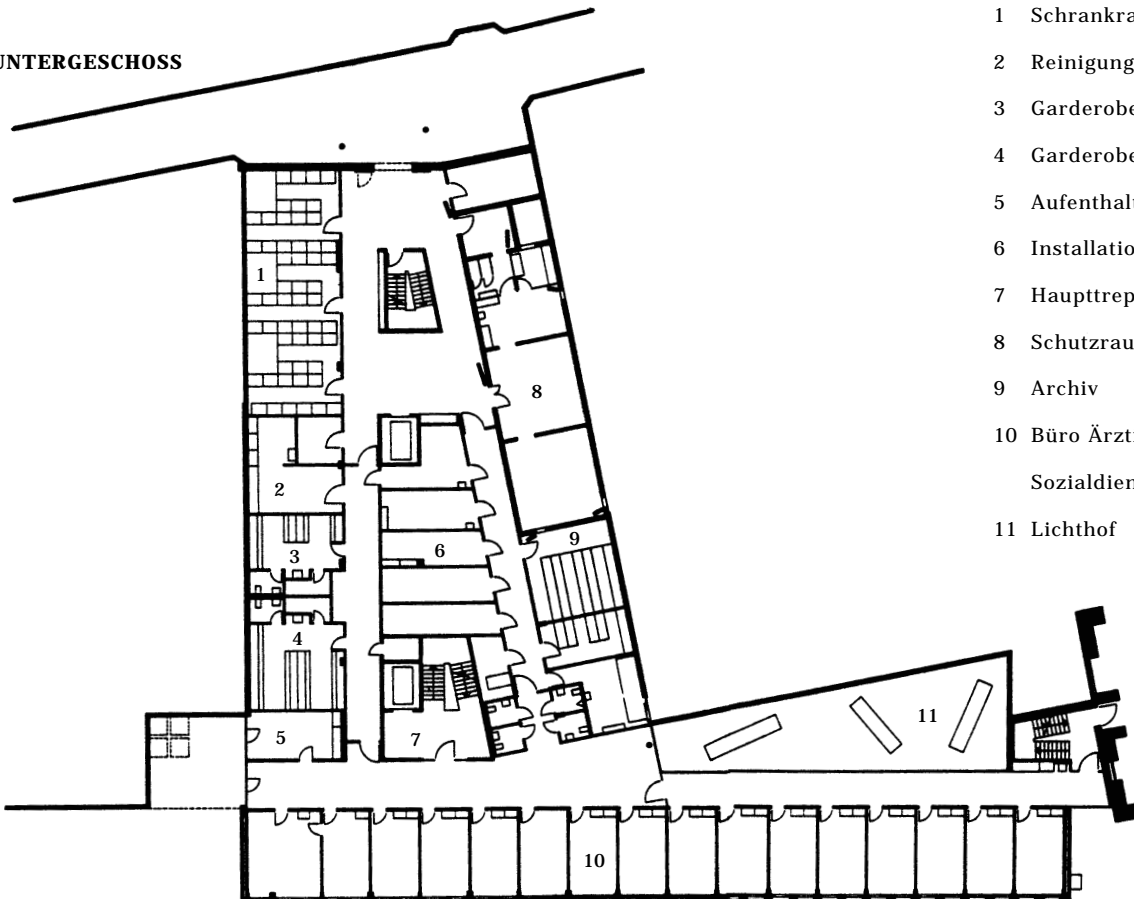 UNTERGESCHOSS
1 Schrankra
2 Reinigung
3 Garderobe
4 Garderobe
5 Aufenthal
6 Installatio
7 Haupttrep
8 Schutzrau
9 Archiv
10 Büro Ärzt
Sozialdien
11 Lichthof
1
8
2
9
6
3
4
11
5
7
10